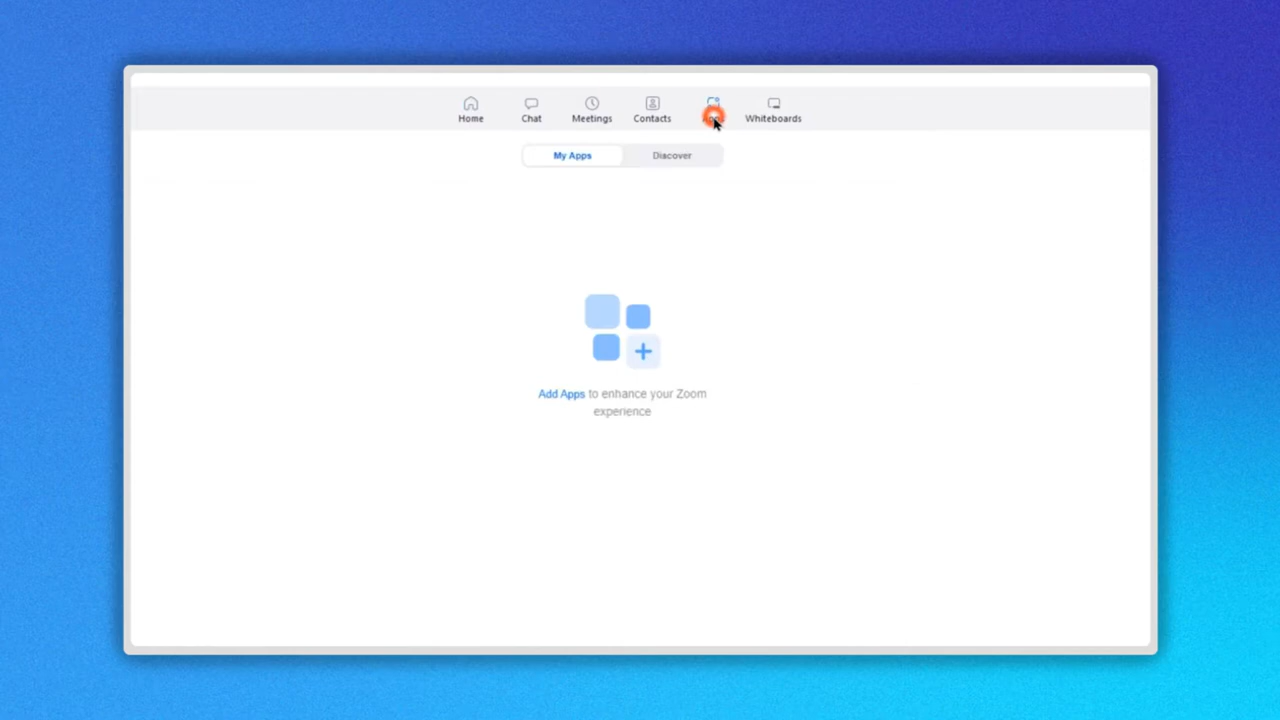 Home
Chat
Meetings
Contacts
Whiteboards
My Apps
Discover
Add Apps to enhance your Zoom
experience